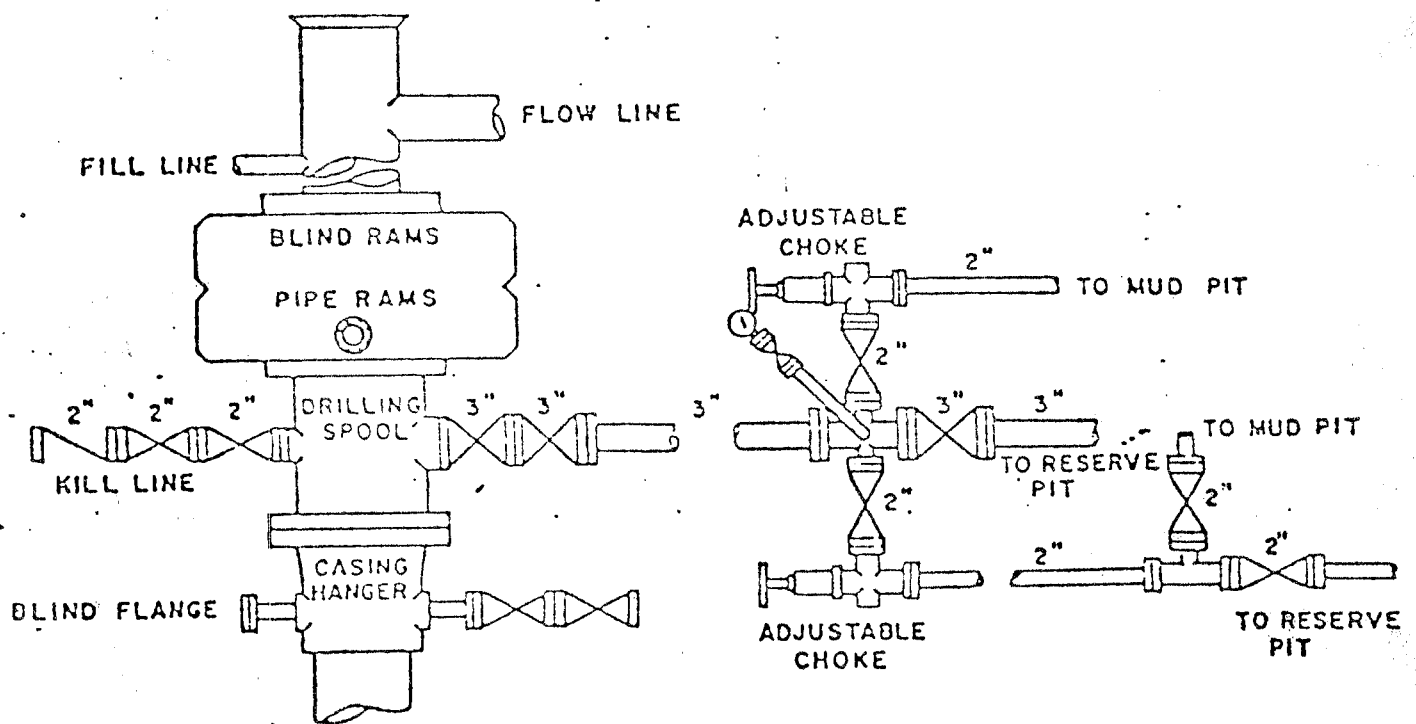 FLOW LINE
FILL LINE
BLIND RAMS
PIPE RAMS
ADJUSTABLE
CHOKE
2"
TO MUD PIT
2"
2"
2"
2"
DRILLING
SPOOL
3"
3"
3"
3"
3"
KILL LINE
TO RESERVE
PIT
TO MUD PIT
2"
2"
CASING
HANGER
BLIND FLANGE
2"
2"
ADJUSTABLE
CHOKE
TO RESERVE
PIT